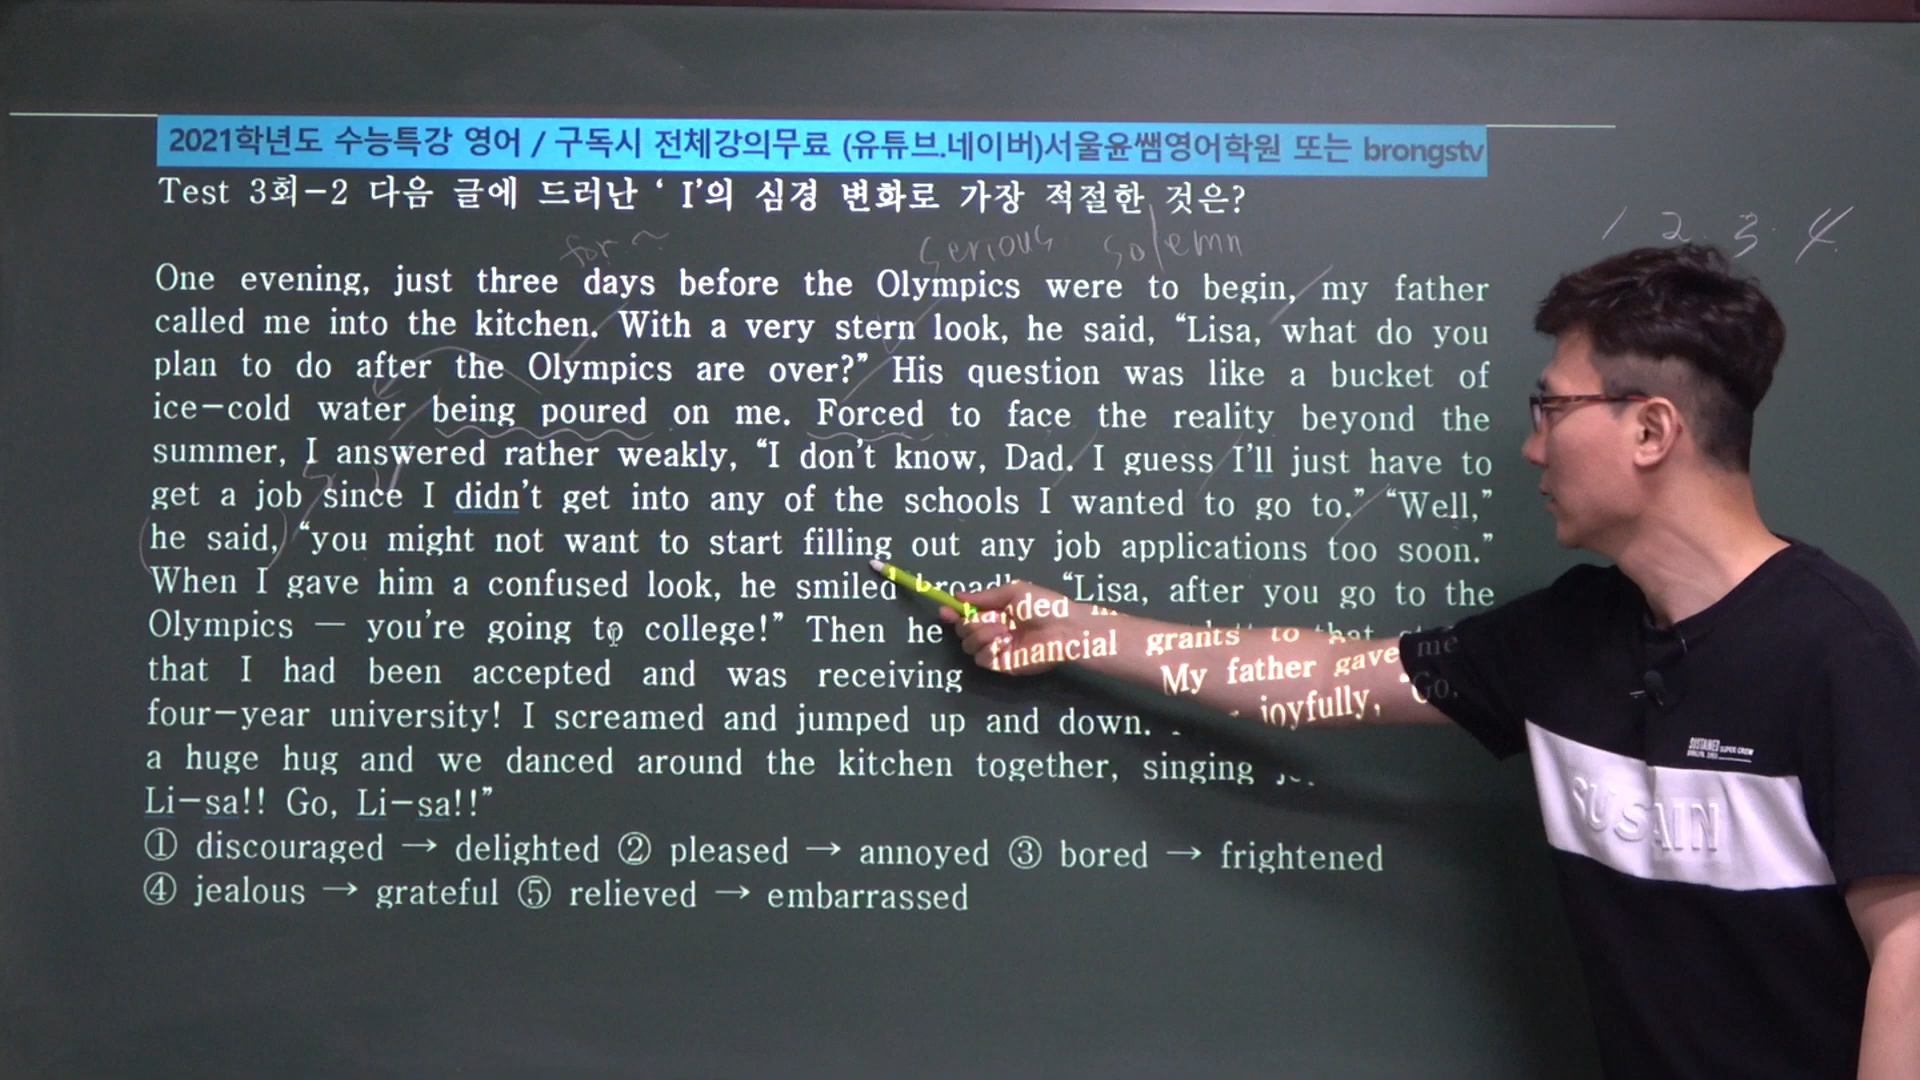 2021학년도 수능특강 영어 / 구독시 전체강의무료 (유튜브.네이버)서울윤쌤영어학원 또는 brongstv
Test 3회-2 다음 글에 드러난 ‘ I’의 심경 변화로 가장 적절한 것은?
1 2 3 4
for~ serious solemn
One evening, just three days before the Olympics were to begin, my father
called me into the kitchen. With a very stern look, he said, “Lisa, what do you
plan to do after the Olympics are over?” His question was like a bucket of
ice-cold water being poured on me. Forced to face the reality beyond the
summer, I answered rather weakly, “I don't know, Dad. I guess I'll just have to
get a job since I didn't get into any of the schools I wanted to go to.” “Well,”
he said, “you might not want to start filling out any job applications too soon.”
When I gave him a confused look, he smiled “Lisa, after you go to the
Olympics — you're going to college!” Then he handed
that I had been accepted and was receiving financial grants to that
four-year university! I screamed and jumped up and down. My father gave me
a huge hug and we danced around the kitchen together, singing joyfully, “Go,
Li-sa!! Go, Li-sa!!”
① discouraged → delighted ② pleased → annoyed ③ bored → frightened
④ jealous → grateful ⑤ relieved → embarrassed
SUSTAINED SUPER CREW
SUSAIN